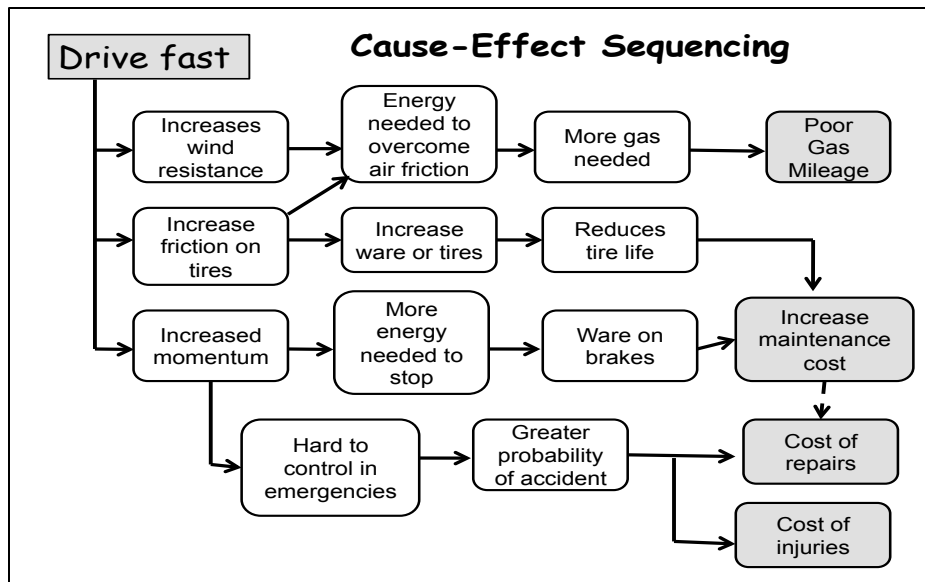 Drive fast
Cause-Effect Sequencing
Increases
wind
resistance
Energy
needed to
overcome
air friction
More gas
needed
Poor
Gas
Mileage
Increase
friction on
tires
Increase
ware or tires
Reduces
tire life
Increased
momentum
More
energy
needed to
stop
Ware on
brakes
Increase
maintenance
cost
Hard to
control in
emergencies
Greater
probability
of accident
Cost of
repairs
Cost of
injuries